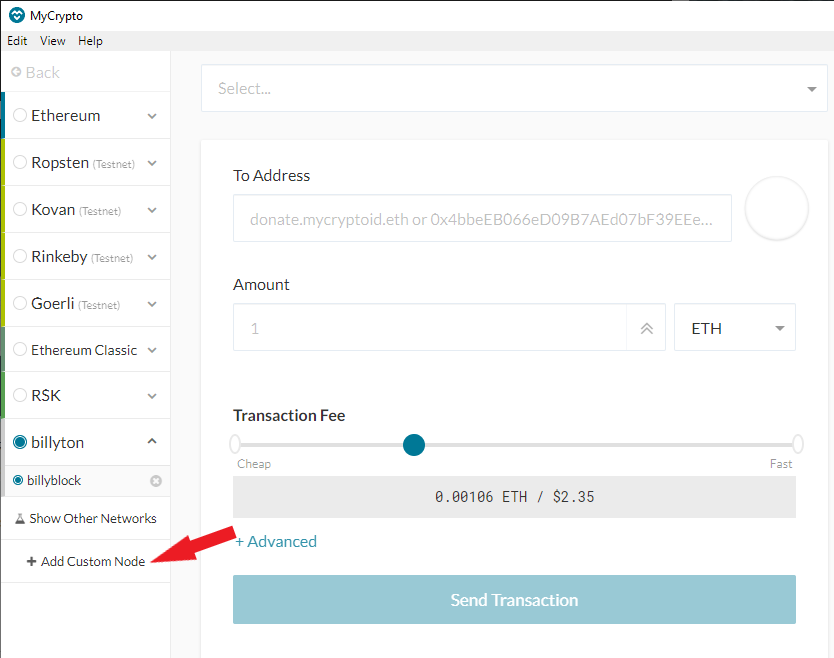 MyCrypto
Edit View Help
Back
Ethereum
Ropsten (Testnet)
Kovan (Testnet)
Rinkeby (Testnet)
Goerli (Testnet)
Ethereum Classic
RSK
billyton
billyblock
Show Other Networks
+ Add Custom Node
Select...
To Address
donate.mycryptoid.eth or 0x4bbeEB066eD09B7AEd07bF39EEe...
Amount
1
ETH
Transaction Fee
Cheap Fast
0.00106 ETH / $2.35
+ Advanced
Send Transaction